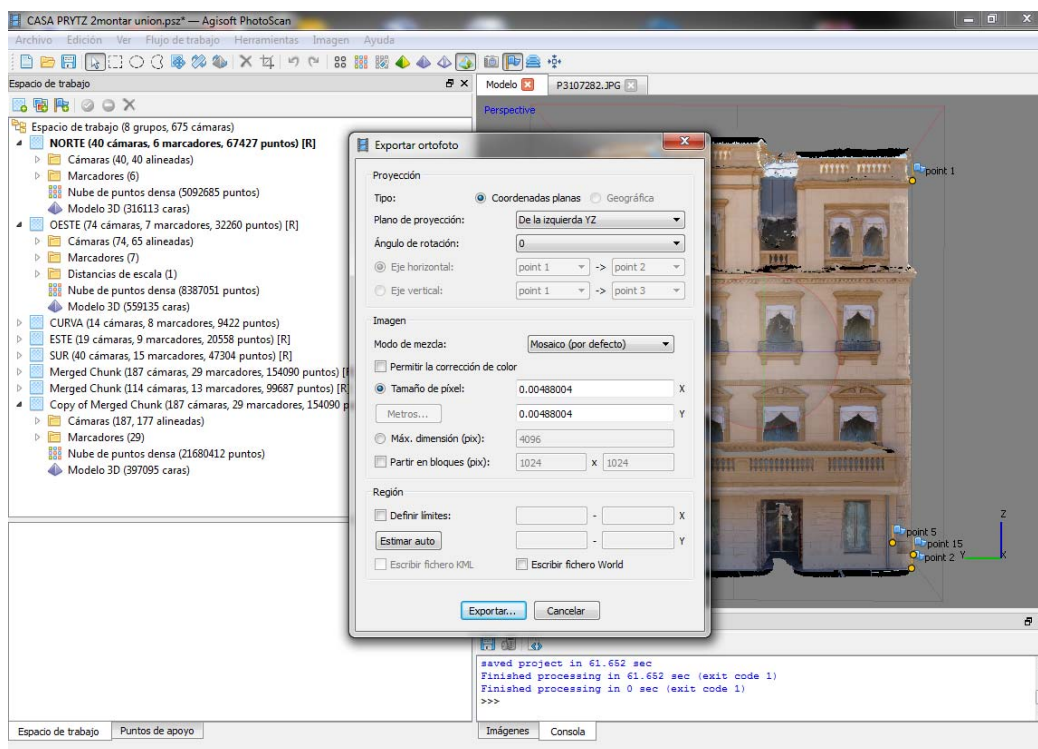 CASA PRYTZ 2montar union.psz* — Agisoft PhotoScan
Archivo Edición Ver Flujo de trabajo Herramientas Imagen Ayuda
Espacio de trabajo
Espacio de trabajo (8 grupos, 675 cámaras)
NORTE (40 cámaras, 6 marcadores, 67427 puntos) [R]
Cámaras (40, 40 alineadas)
Marcadores (6)
Nube de puntos densa (5092685 puntos)
Modelo 3D (316113 caras)
OESTE (74 cámaras, 7 marcadores, 32260 puntos) [R]
Cámaras (74, 65 alineadas)
Marcadores (7)
Distancias de escala (1)
Nube de puntos densa (8387051 puntos)
Modelo 3D (559135 caras)
CURVA (14 cámaras, 8 marcadores, 9422 puntos)
ESTE (19 cámaras, 9 marcadores, 20558 puntos) [R]
SUR (40 cámaras, 15 marcadores, 47304 puntos) [R]
Merged Chunk (187 cámaras, 29 marcadores, 154090 puntos) [
Merged Chunk (114 cámaras, 13 marcadores, 99687 puntos) [R
Copy of Merged Chunk (187 cámaras, 29 marcadores, 154090 p
Cámaras (187, 177 alineadas)
Marcadores (29)
Nube de puntos densa (21680412 puntos)
Modelo 3D (397095 caras)
Espacio de trabajo Puntos de apoyo
Modelo P3107282.JPG
Perspective
point 1
point 5
point 15
point 2
Z
Y X
Exportar ortofoto
Proyección
Tipo: Coordenadas planas Geográfica
Plano de proyección: De la izquierda YZ
Ángulo de rotación: 0
Eje horizontal: point 1 -> point 2
Eje vertical: point 1 -> point 3
Imagen
Modo de mezcla: Mosaico (por defecto)
Permitir la corrección de color
Tamaño de píxel: 0.00488004 X
Metros... 0.00488004 Y
Máx. dimensión (pix): 4096
Partir en bloques (pix): 1024 x 1024
Región
Definir límites: - X
Estimar auto - Y
Escribir fichero KML Escribir fichero World
Exportar... Cancelar
saved project in 61.652 sec
Finished processing in 61.652 sec (exit code 1)
Finished processing in 0 sec (exit code 1)
>>>
Imágenes Consola